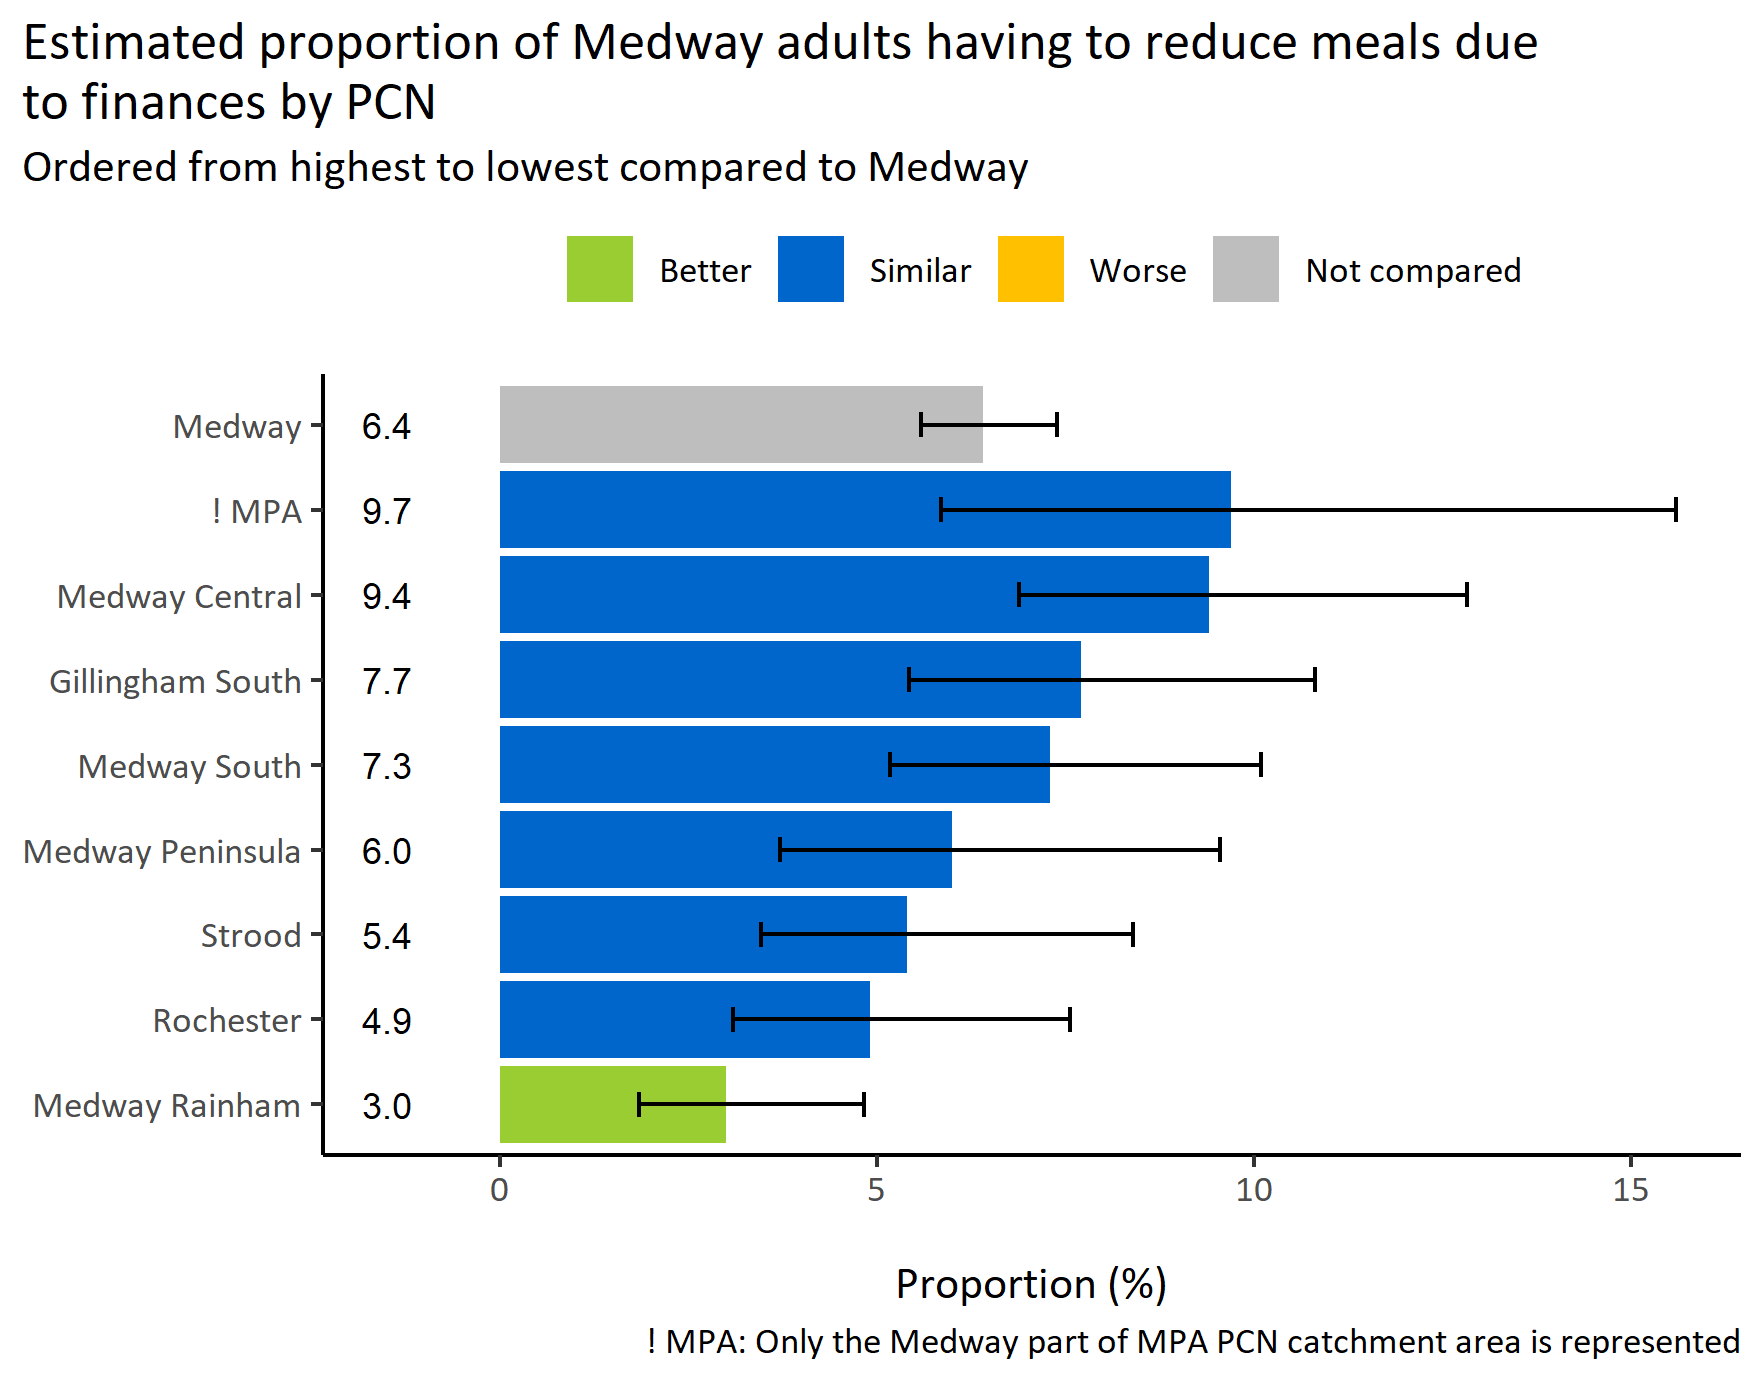 Estimated proportion of Medway adults having to reduce meals due
to finances by PCN
Ordered from highest to lowest compared to Medway
Better Similar Worse Not compared
Medway 6.4
! MPA 9.7
Medway Central 9.4
Gillingham South 7.7
Medway South 7.3
Medway Peninsula 6.0
Strood 5.4
Rochester 4.9
Medway Rainham 3.0
0 5 10 15
Proportion (%)
! MPA: Only the Medway part of MPA PCN catchment area is represented